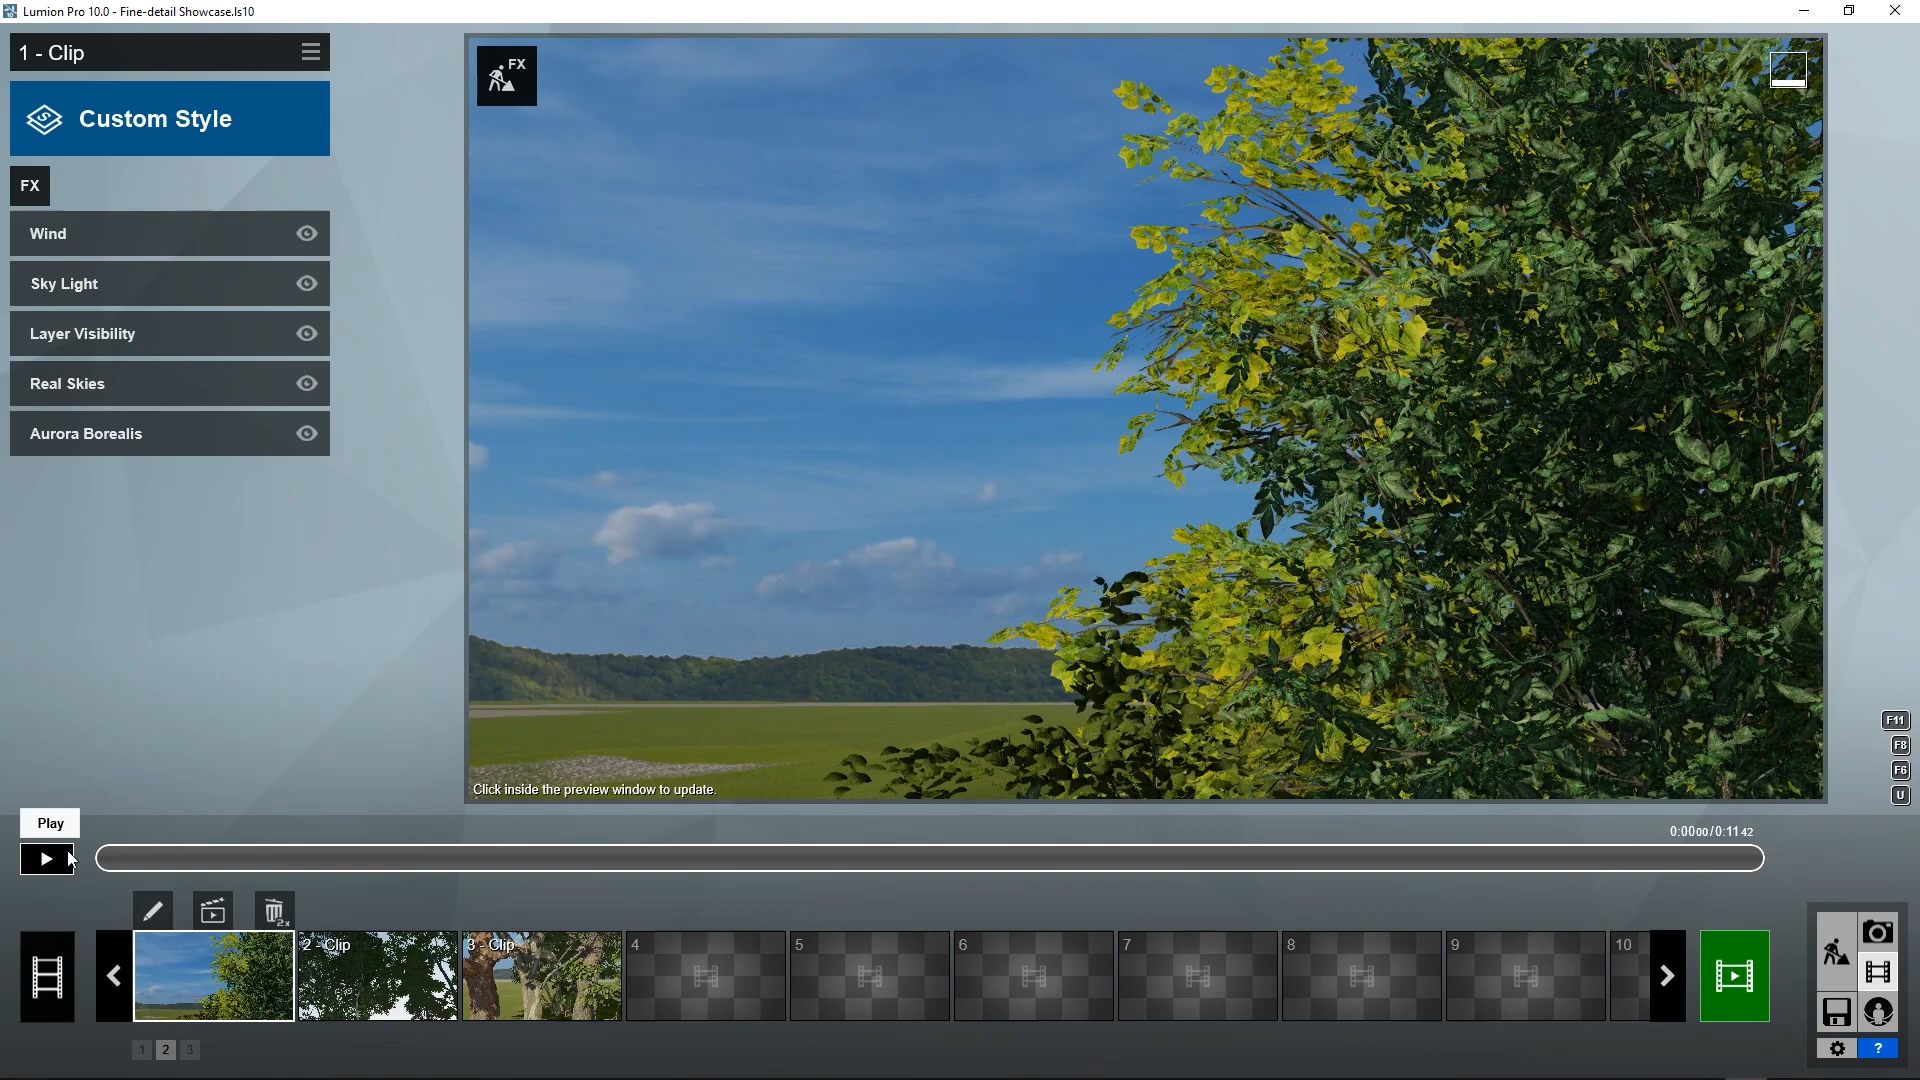 Lumion Pro 10.0 - Fine-detail Showcase.ls10
1 - Clip
Custom Style
FX
Wind
Sky Light
Layer Visibility
Real Skies
Aurora Borealis
FX
Click inside the preview window to update.
F11
F8
F6
U
Play
0:0000/0:1142
2x
2 - Clip
3 - Clip
4
5
6
7
8
9
10
1 2 3
?